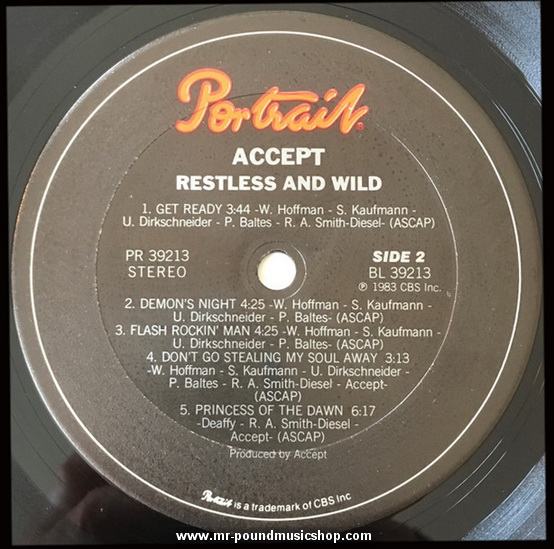 Portrait®
ACCEPT
RESTLESS AND WILD
1. GET READY 3:44 -W. Hoffman - S. Kaufmann -
U. Dirkschneider - P. Baltes - R. A. Smith-Diesel- (ASCAP)
PR 39213
STEREO
SIDE 2
BL 39213
℗ 1983 CBS Inc.
2. DEMON'S NIGHT 4:25 -W. Hoffman - S. Kaufmann -
U. Dirkschneider - P. Baltes- (ASCAP)
3. FLASH ROCKIN' MAN 4:25 -W. Hoffman - S. Kaufmann -
U. Dirkschneider - P. Baltes- (ASCAP)
4. DON'T GO STEALING MY SOUL AWAY 3:13
-W. Hoffman - S. Kaufmann - U. Dirkschneider -
P. Baltes - R. A. Smith-Diesel - Accept-
(ASCAP)
5. PRINCESS OF THE DAWN 6:17
-Deaffy - R. A. Smith-Diesel -
Accept- (ASCAP)
Produced by Accept
Portrait is a trademark of CBS Inc
www.mr-poundmusicshop.com